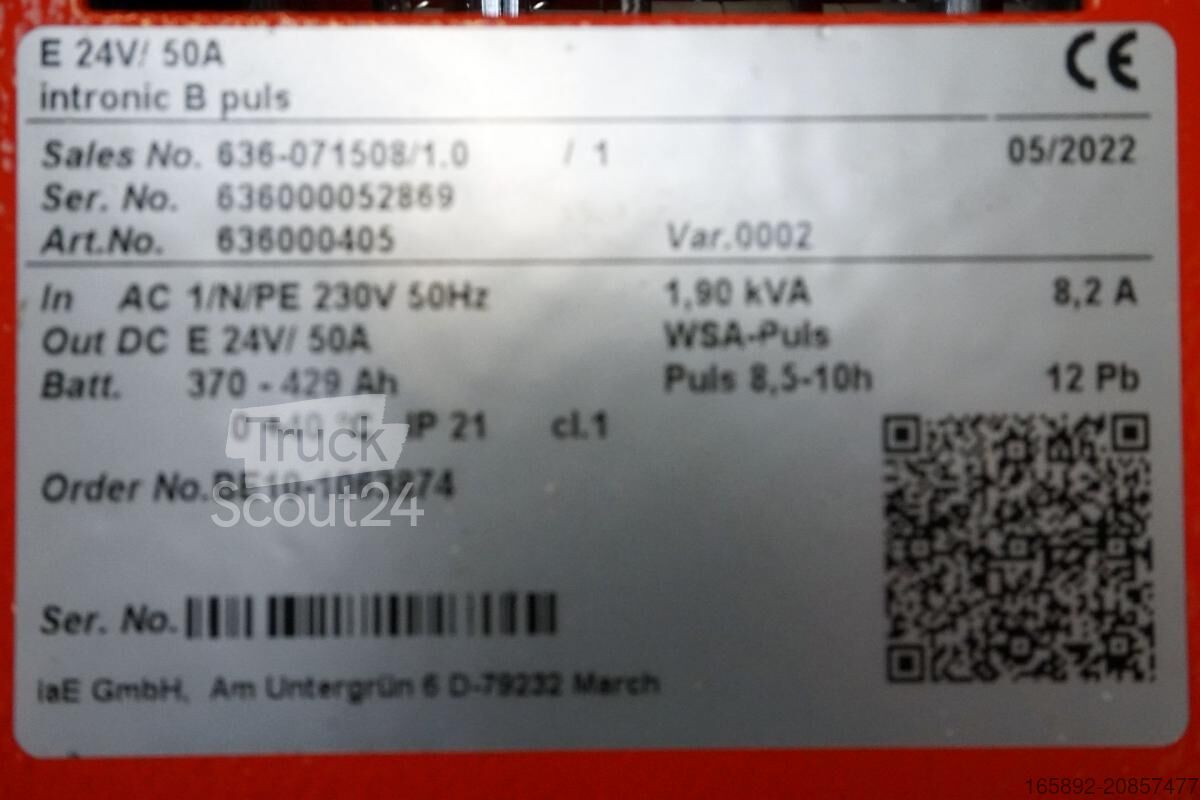 E 24V/ 50A
intronic B puls
Sales No. 636-071508/1.0 / 1 05/2022
Ser. No. 636000052869
Art.No. 636000405 Var.0002
In AC 1/N/PE 230V 50Hz 1,90 kVA 8,2 A
Out DC E 24V/ 50A WSA-Puls
Batt. 370 - 429 Ah Puls 8,5-10h 12 Pb
IP 21 cl.1
Truck
Order No.
Scout24
Ser. No.
iaE GmbH, Am Untergrün 6 D-79232 March
165892-20857477